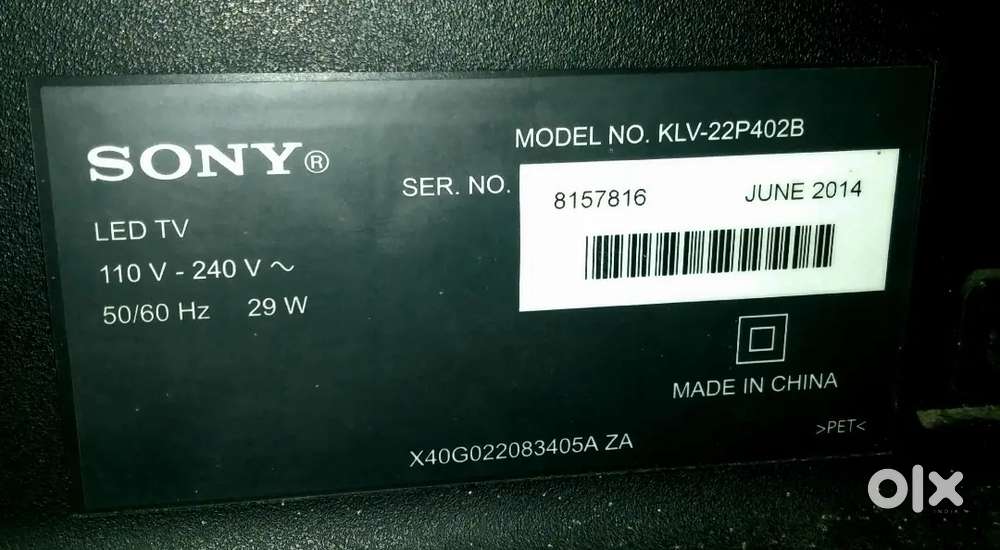 SONY®
MODEL NO. KLV-22P402B
SER. NO. 8157816 JUNE 2014
LED TV
110 V - 240 V ~
50/60 Hz 29 W
MADE IN CHINA
>PET<
X40G022083405A ZA
olx
INDIA